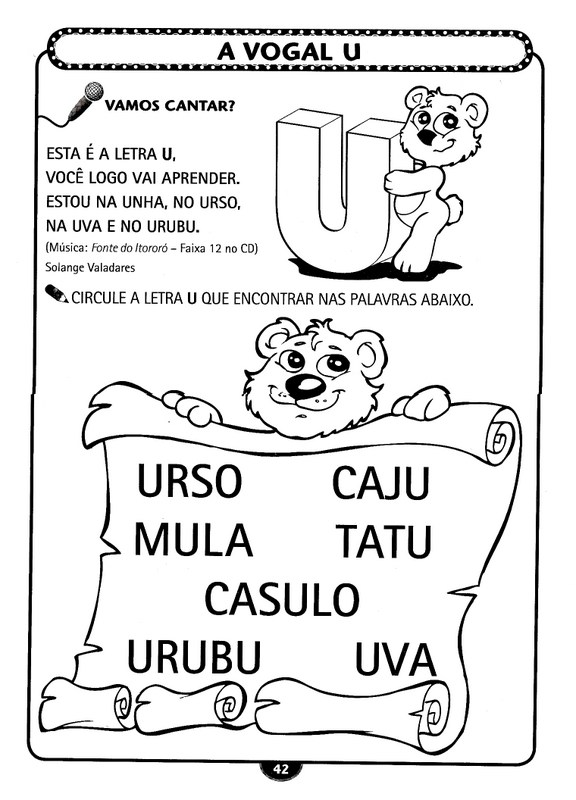 A VOGAL U
VAMOS CANTAR?
ESTA É A LETRA U,
VOCÊ LOGO VAI APRENDER.
ESTOU NA UNHA, NO URSO,
NA UVA E NO URUBU.
(Música: Fonte do Itororó – Faixa 12 no CD)
Solange Valadares
CIRCULE A LETRA U QUE ENCONTRAR NAS PALAVRAS ABAIXO.
URSO CAJU
MULA TATU
CASULO
URUBU UVA
42